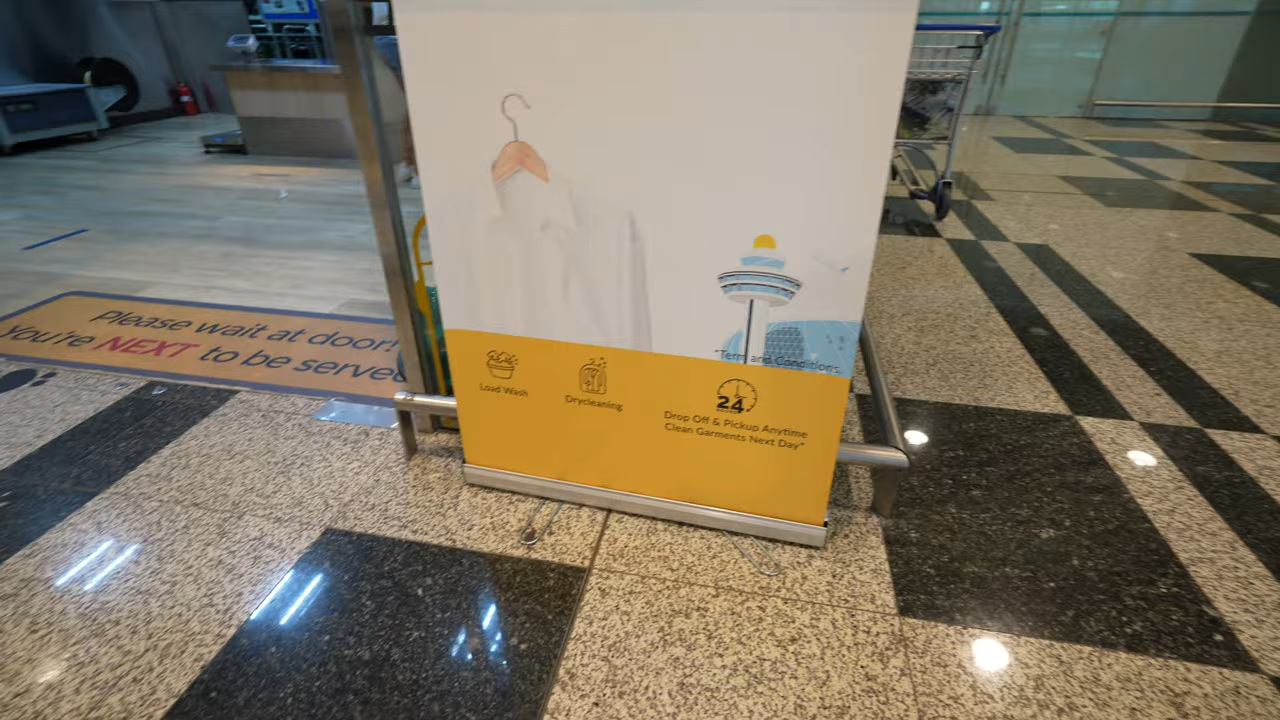 Please wait at door!
You're NEXT to be served
*Term and Conditions
Load Wash
Drycleaning
24
Drop Off & Pickup Anytime
Clean Garments Next Day*